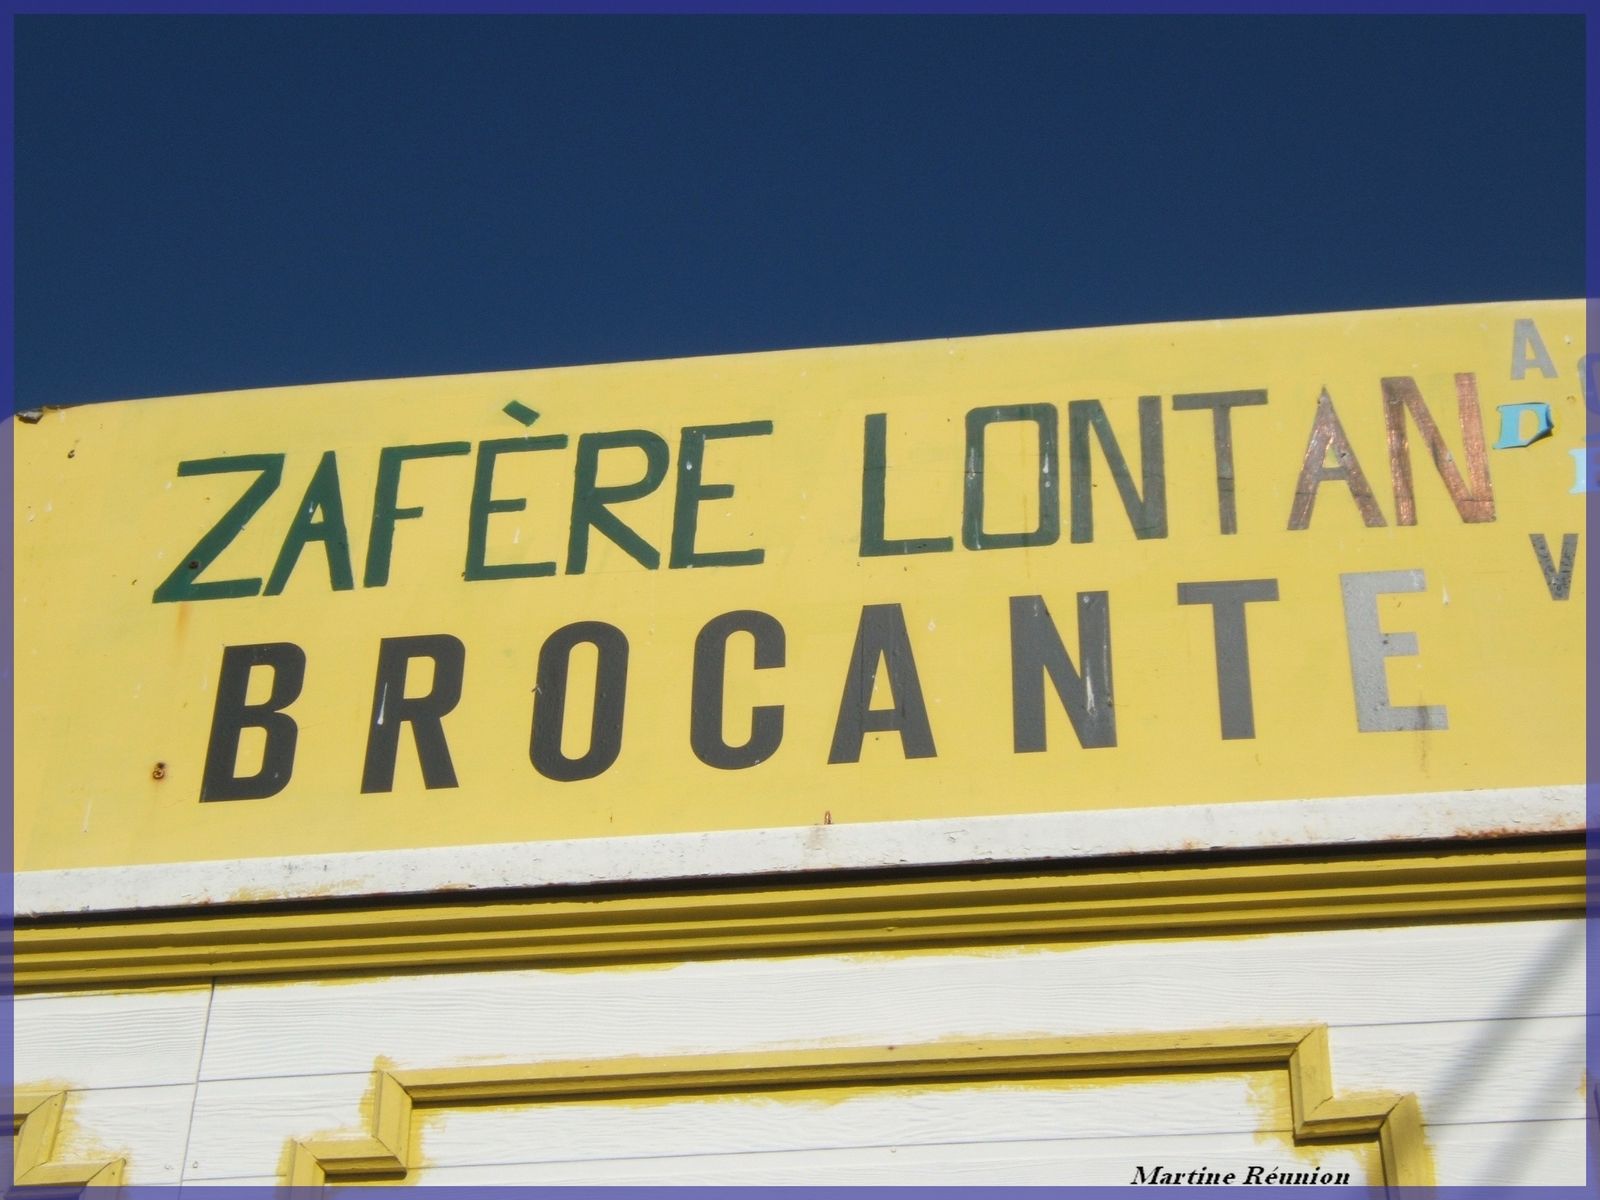 ZAFÈRE LONTAN
BROCANTE
A
D
V
Martine Réunion